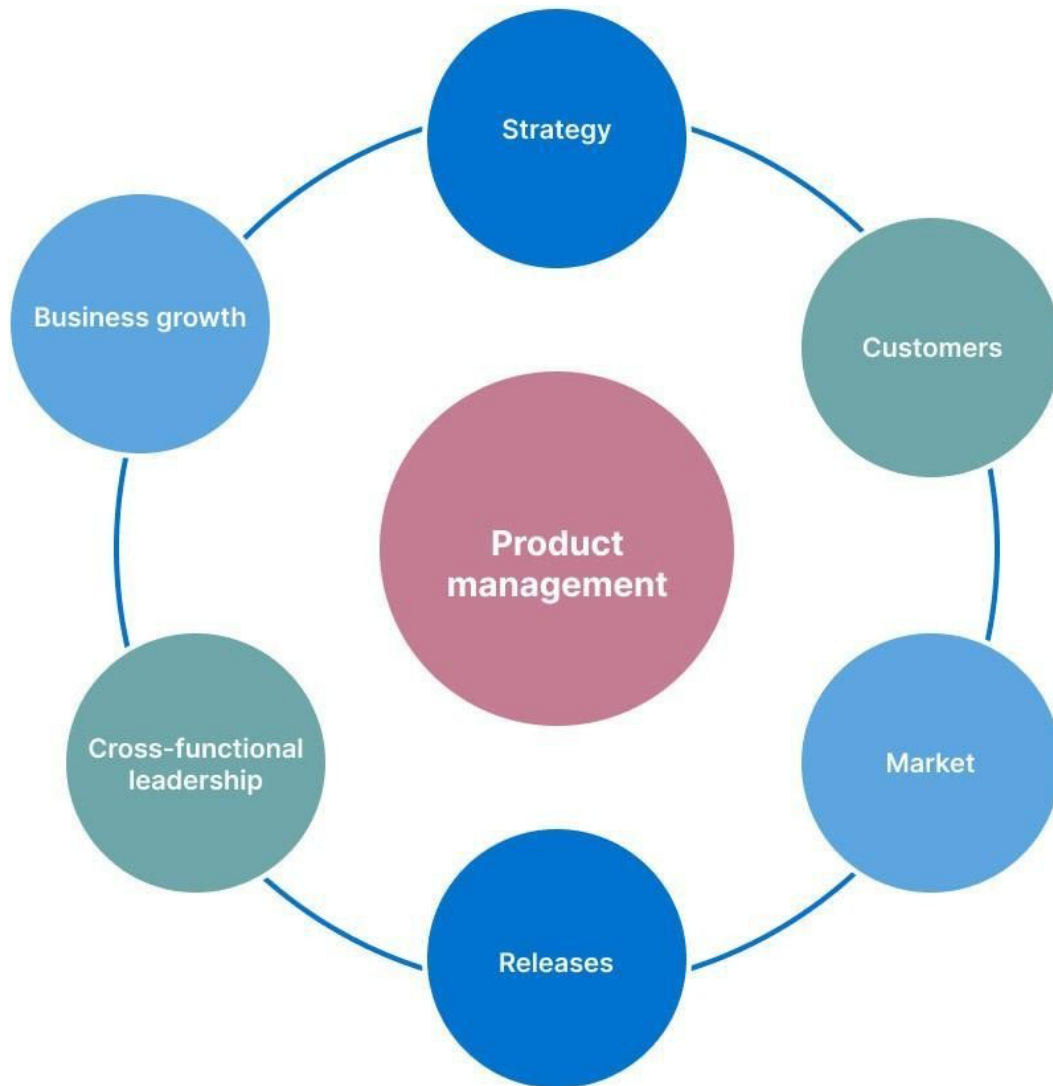 Strategy
Business growth
Customers
Product
management
Cross-functional
leadership
Market
Releases